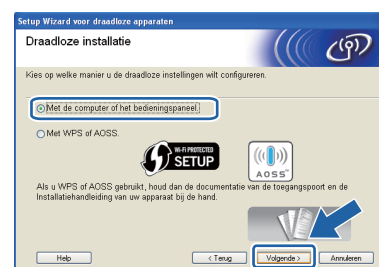 Setup Wizard voor draadloze apparaten
Draadloze installatie
Kies op welke manier u de draadloze instellingen wilt configureren.
Met de computer of het bedieningspaneel.
Met WPS of AOSS.
WI-FI PROTECTED
SETUP
AOSS™
Als u WPS of AOSS gebruikt, houd dan de documentatie van de toegangspoort en de
Installatiehandleiding van uw apparaat bij de hand.
Help
< Terug
Volgende >
Annuleren